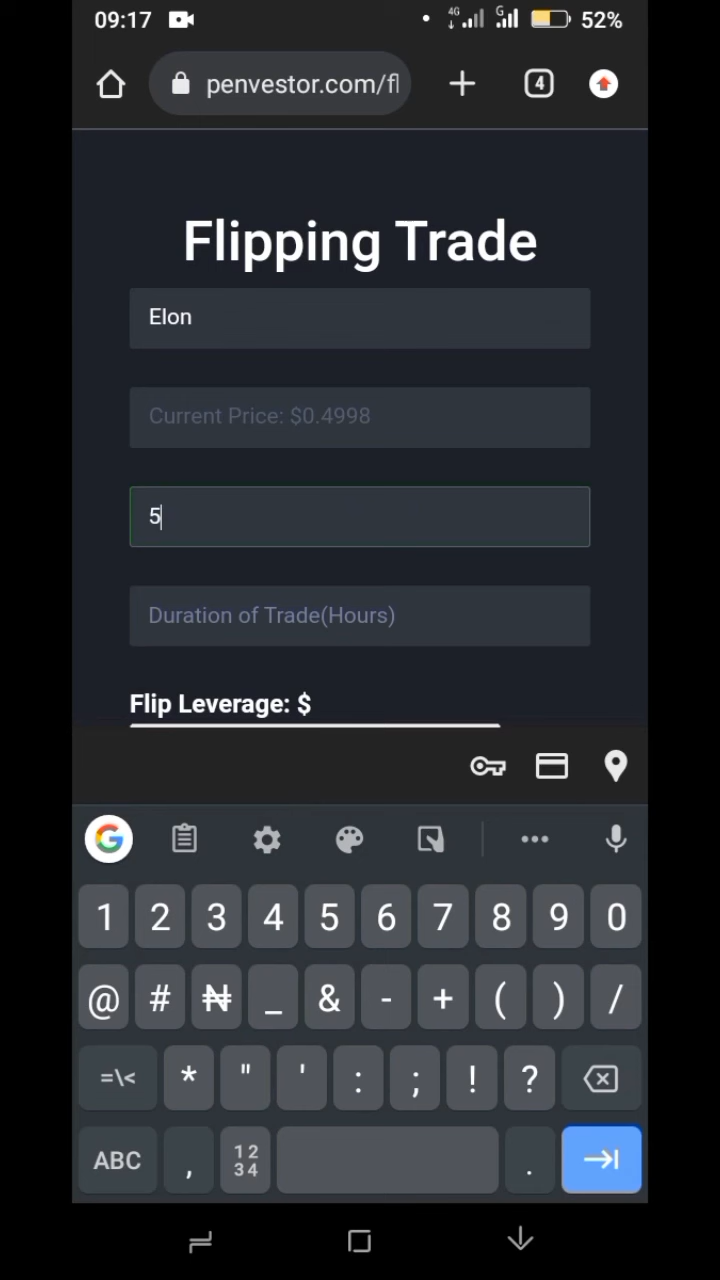 09:17 4G G 52%
penvestor.com/fl + 4
Flipping Trade
Elon
Current Price: $0.4998
5
Duration of Trade(Hours)
Flip Leverage: $
G
1 2 3 4 5 6 7 8 9 0
@ # ₦ _ & - + ( ) /
=\< * " ' : ; ! ?
ABC , 12 .
34